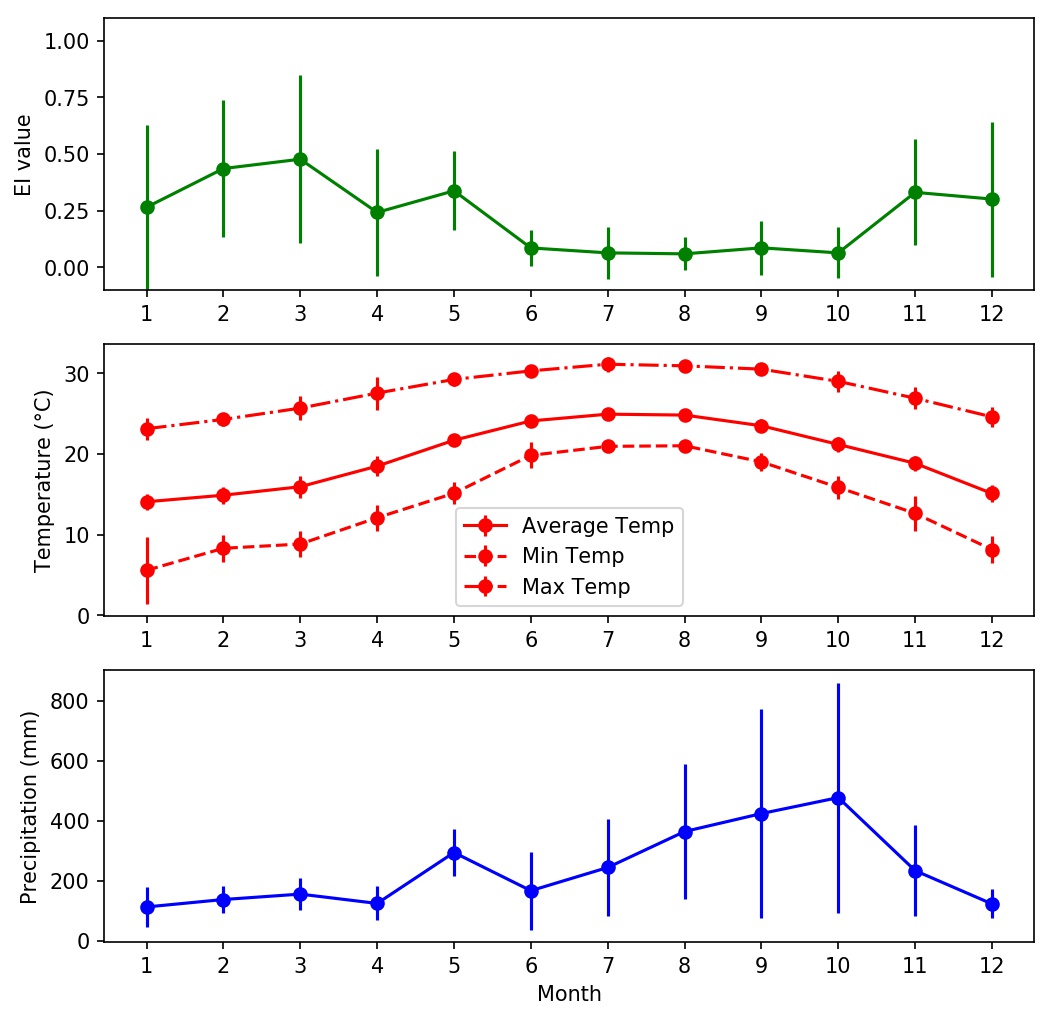 EI value
1.00
0.75
0.50
0.25
0.00
1 2 3 4 5 6 7 8 9 10 11 12
Temperature (°C)
30
20
10
0
Average Temp
Min Temp
Max Temp
1 2 3 4 5 6 7 8 9 10 11 12
Precipitation (mm)
800
600
400
200
0
1 2 3 4 5 6 7 8 9 10 11 12
Month